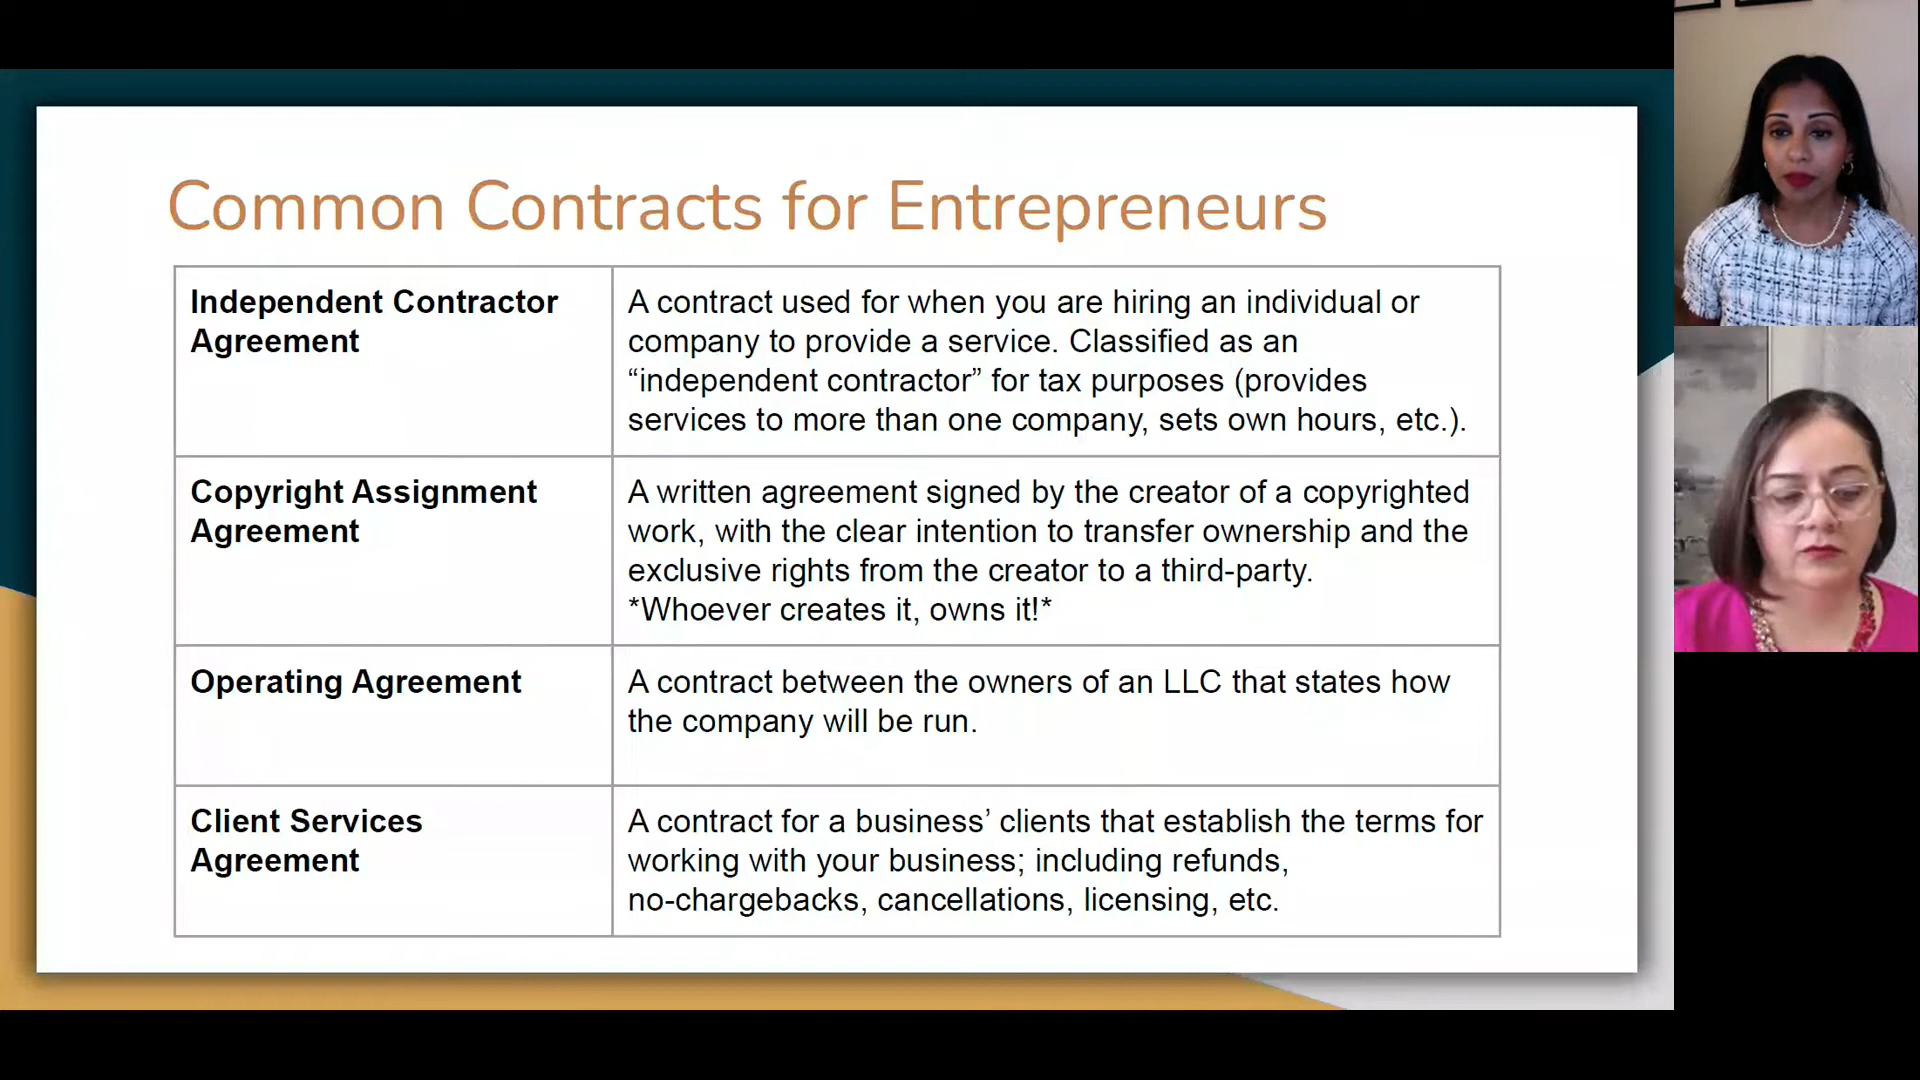 Common Contracts for Entrepreneurs
Independent Contractor
Agreement
A contract used for when you are hiring an individual or
company to provide a service. Classified as an
“independent contractor” for tax purposes (provides
services to more than one company, sets own hours, etc.).
Copyright Assignment
Agreement
A written agreement signed by the creator of a copyrighted
work, with the clear intention to transfer ownership and the
exclusive rights from the creator to a third-party.
*Whoever creates it, owns it!*
Operating Agreement
A contract between the owners of an LLC that states how
the company will be run.
Client Services
Agreement
A contract for a business’ clients that establish the terms for
working with your business; including refunds,
no-chargebacks, cancellations, licensing, etc.